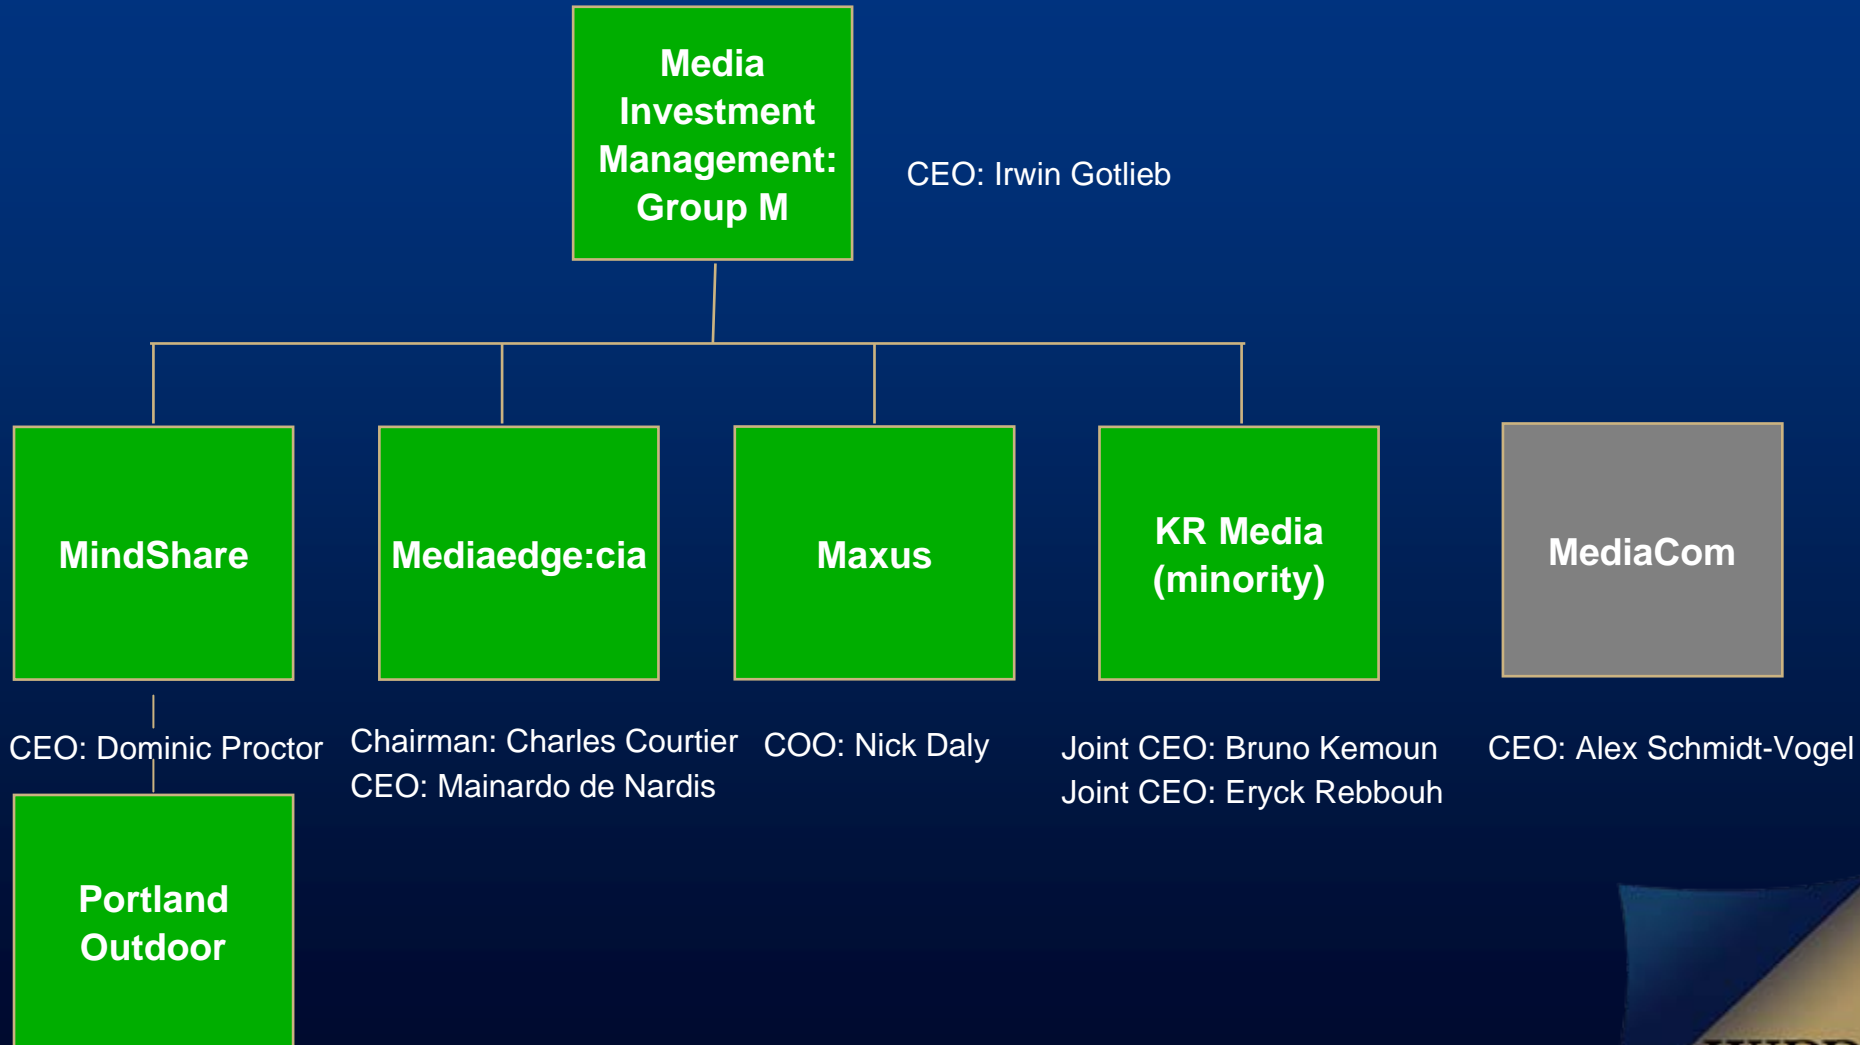 Media
Investment
Management:
Group M
CEO: Irwin Gotlieb
MindShare
Mediaedge:cia
Maxus
KR Media
(minority)
MediaCom
CEO: Dominic Proctor
Chairman: Charles Courtier
CEO: Mainardo de Nardis
COO: Nick Daly
Joint CEO: Bruno Kemoun
Joint CEO: Eryck Rebbouh
CEO: Alex Schmidt-Vogel
Portland
Outdoor